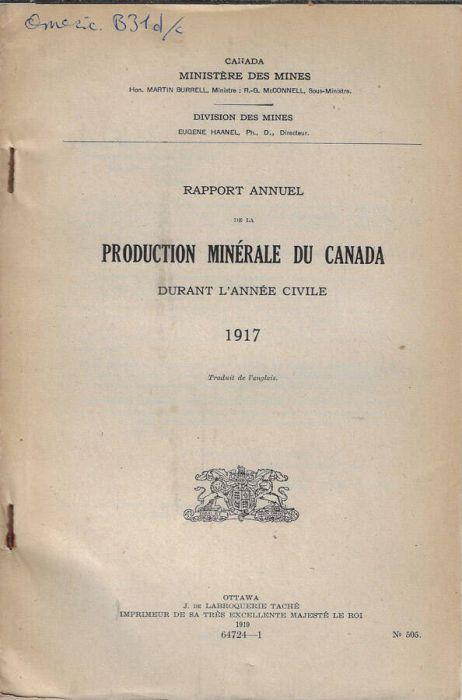 Omeric. B31d/c
CANADA
MINISTÈRE DES MINES
Hon. MARTIN BURRELL, Ministre : R.-G. McCONNELL, Sous-Ministre.
DIVISION DES MINES
EUGÈNE HAANEL, Ph., D., Directeur.
RAPPORT ANNUEL
DE LA
PRODUCTION MINÉRALE DU CANADA
DURANT L'ANNÉE CIVILE
1917
Traduit de l'anglais.
OTTAWA
J. DE LABROQUERIE TACHÉ
IMPRIMEUR DE SA TRÈS EXCELLENTE MAJESTÉ LE ROI
1919
64724—1 N° 505.